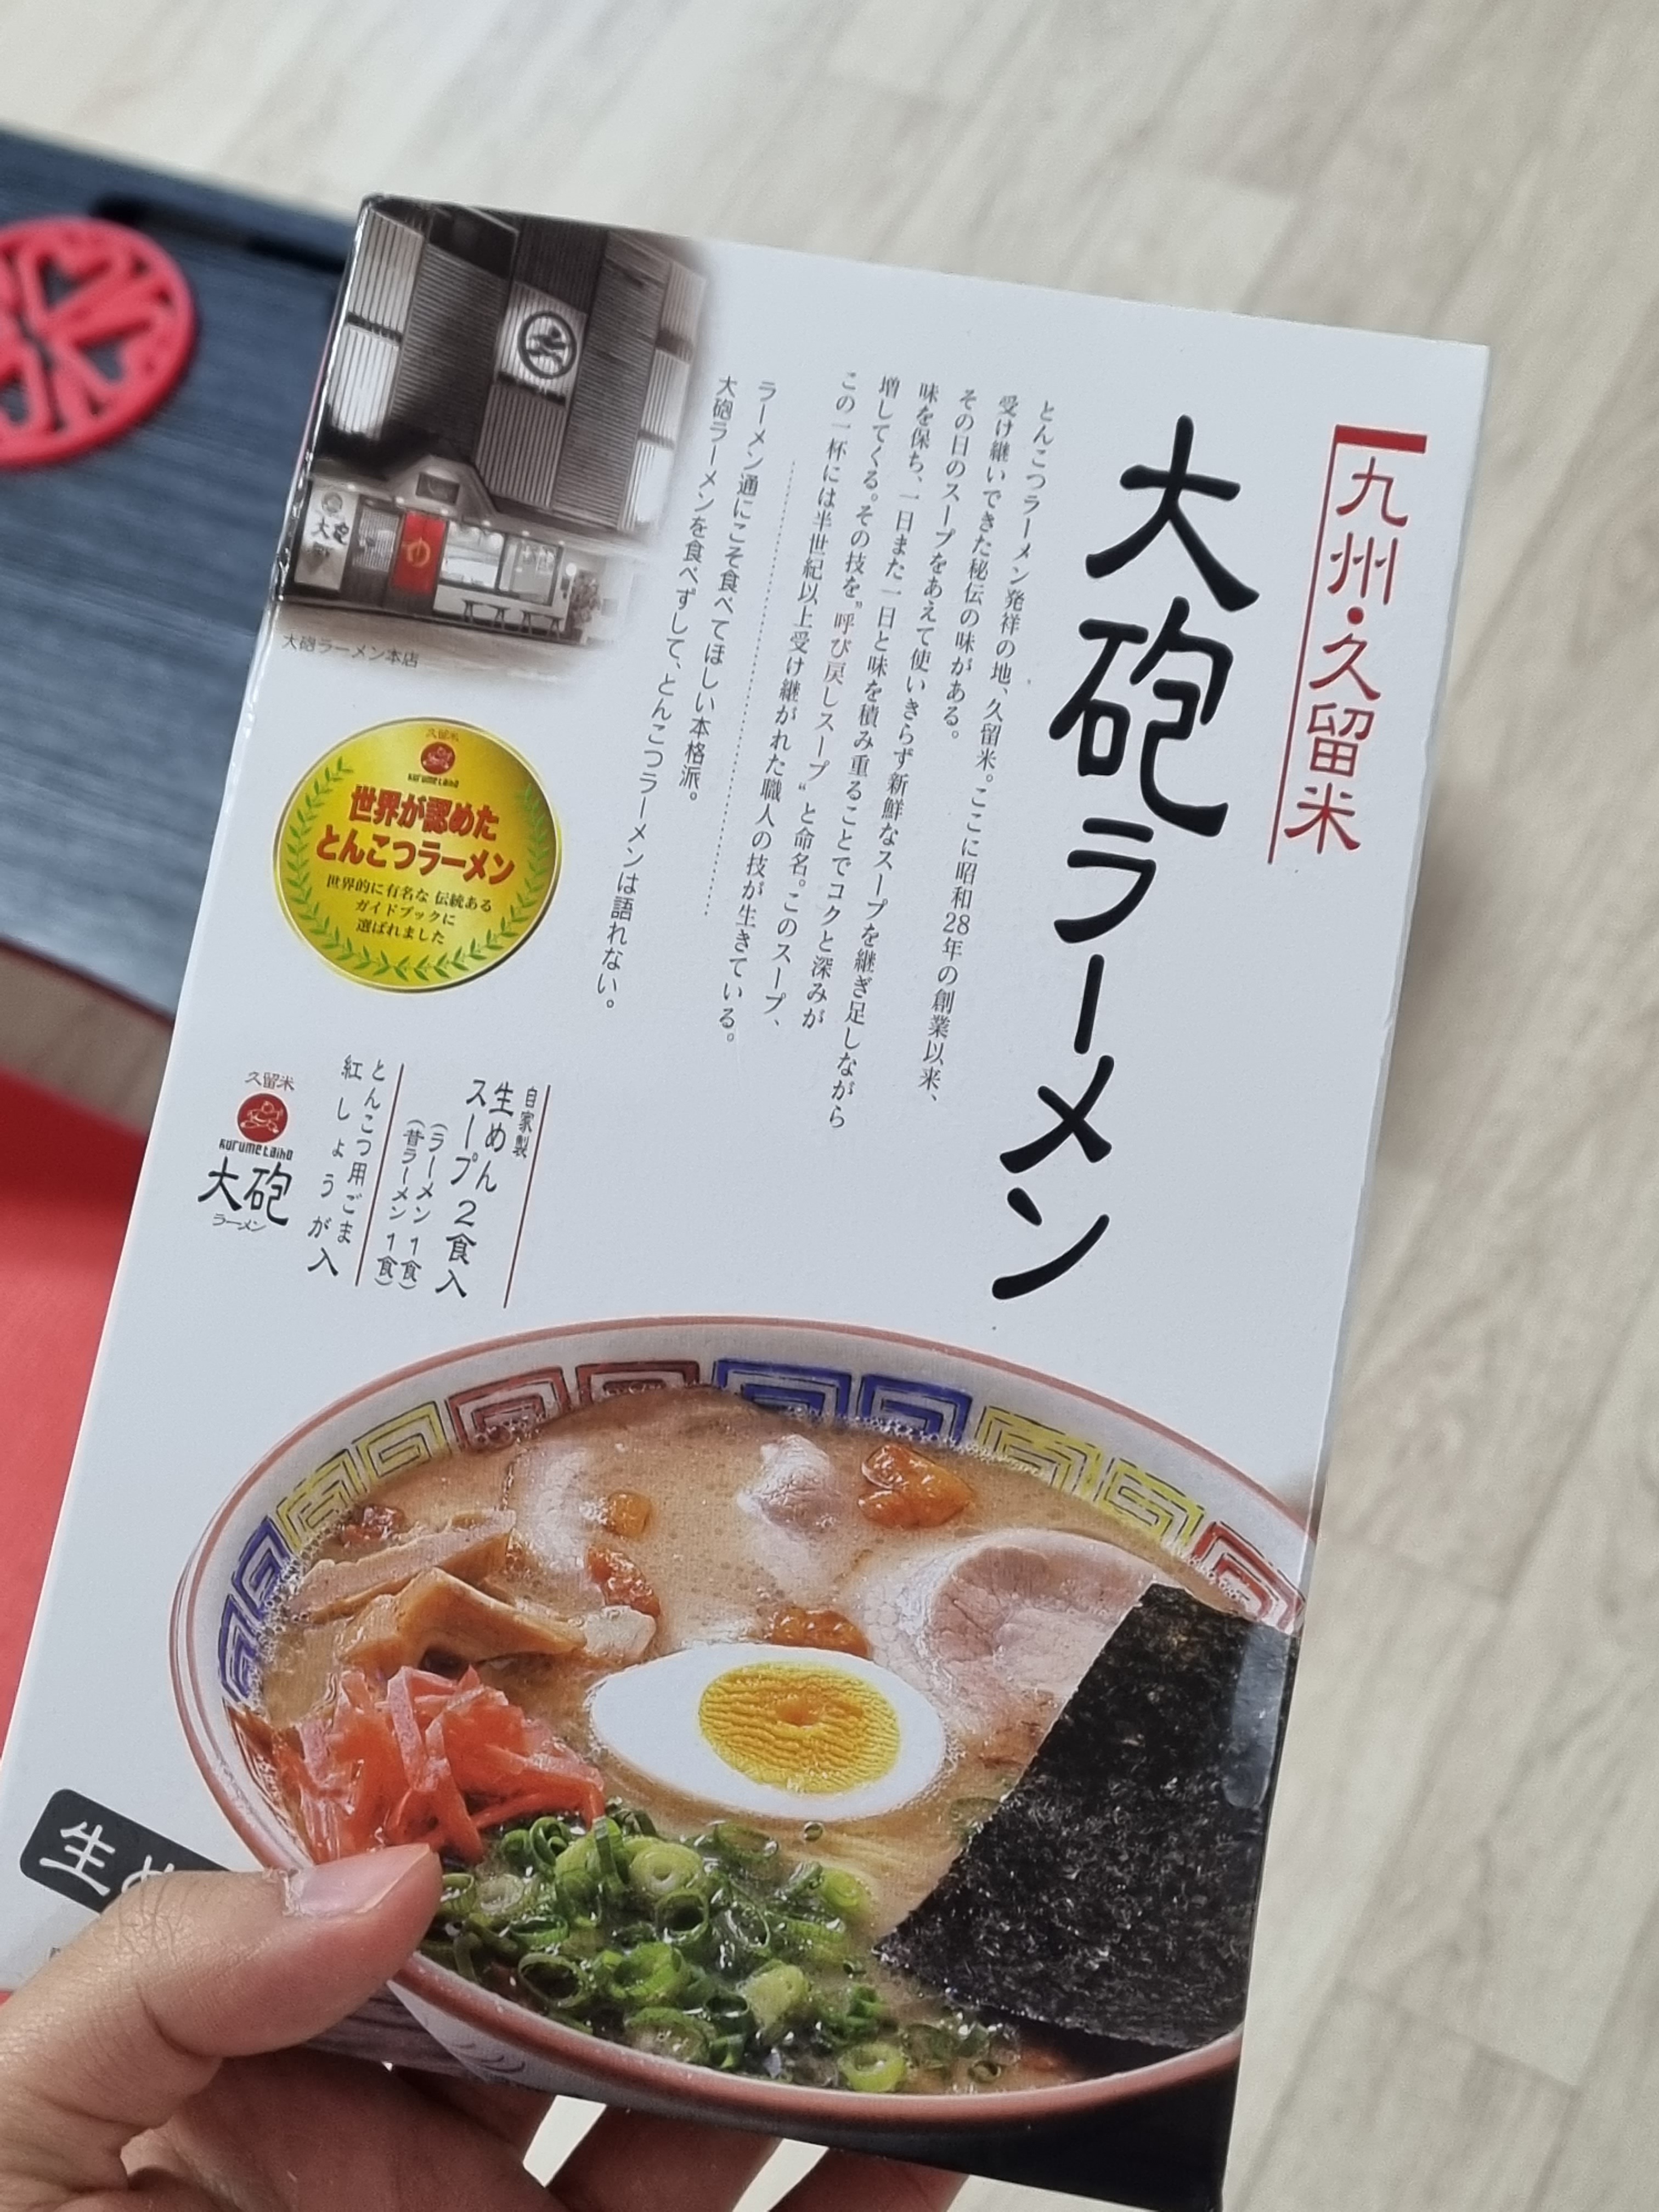 九州・久留米
大砲ラーメン
とんこつラーメン発祥の地、久留米。ここに昭和28年の創業以来、
受け継いできた秘伝の味がある。
その日のスープをあえて使いきらず新鮮なスープを継ぎ足しながら
味を保ち、一日また一日と味を積み重ることでコクと深みが
増してくる。その技を〝呼び戻しスープ〟と命名。このスープ、
この一杯には半世紀以上受け継がれた職人の技が生きている。
ラーメン通にこそ食べてほしい本格派。
大砲ラーメンを食べずして、とんこつラーメンは語れない。
大砲
大砲ラーメン本店
久留米
kurume taiho
世界が認めた
とんこつラーメン
世界的に有名な 伝統ある
ガイドブックに
選ばれました
自家製
生めん
スープ 2食入
(ラーメン 1食)
(昔ラーメン 1食)
とんこつ用ごま
紅しょうが入
久留米
kurume taiho
大砲
ラーメン
生め